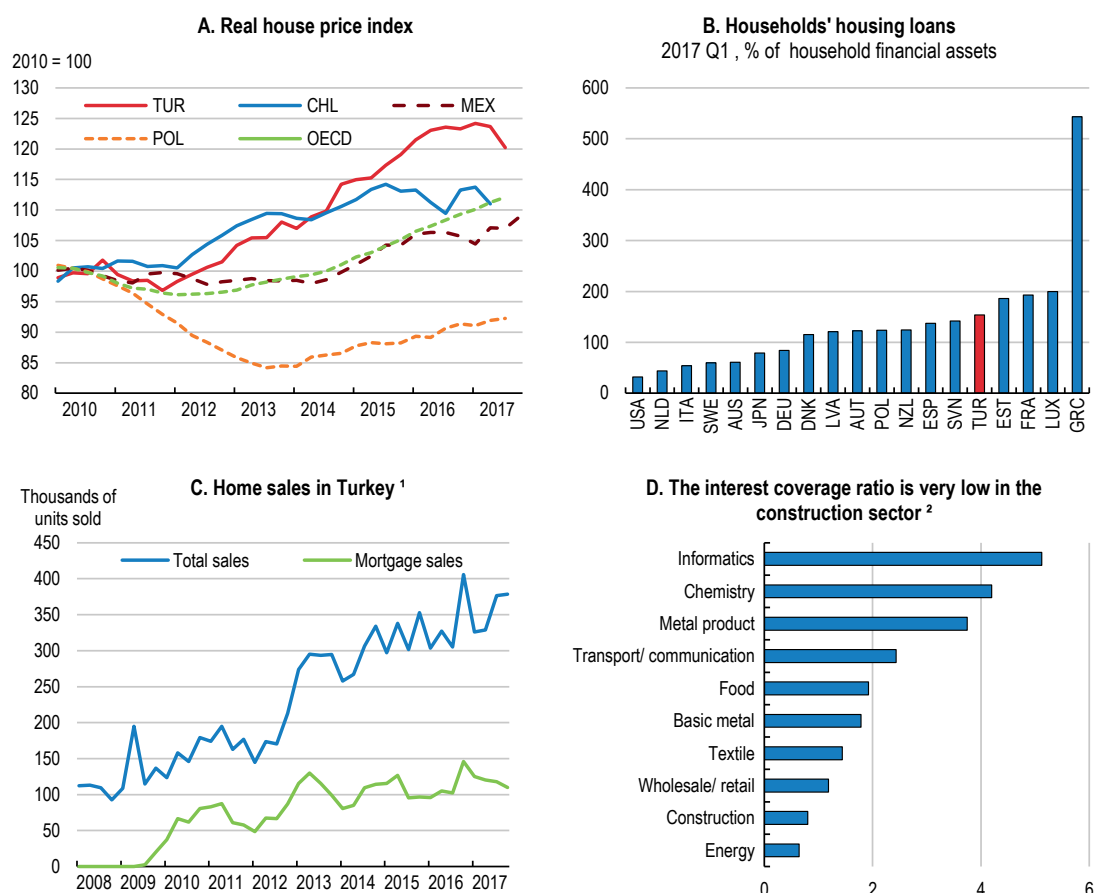 A. Real house price index
2010 = 100
130
125
120
115
110
105
100
95
90
85
80
TUR
CHL
MEX
POL
OECD
2010 2011 2012 2013 2014 2015 2016 2017
B. Households' housing loans
2017 Q1 , % of household financial assets
600
500
400
300
200
100
0
USA
NLD
ITA
SWE
AUS
JPN
DEU
DNK
LVA
AUT
POL
NZL
ESP
SVN
TUR
EST
FRA
LUX
GRC
C. Home sales in Turkey ¹
Thousands of
units sold
450
400
350
300
250
200
150
100
50
0
Total sales
Mortgage sales
2008 2009 2010 2011 2012 2013 2014 2015 2016 2017
D. The interest coverage ratio is very low in the
construction sector ²
Informatics
Chemistry
Metal product
Transport/ communication
Food
Basic metal
Textile
Wholesale/ retail
Construction
Energy
0 2 4 6